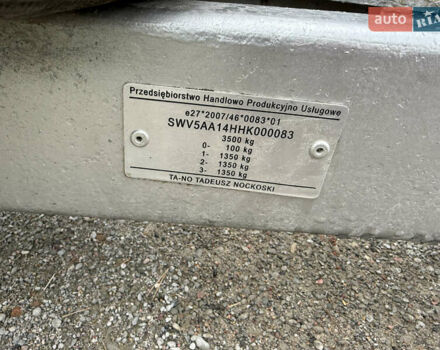 auto
RIA
Przedsiębiorstwo Handlowo Produkcyjno Usługowe
e27*2007/46*0083*01
SWV5AA14HHK000083
3500 kg
0- 100 kg
1- 1350 kg
2- 1350 kg
3- 1350 kg
TA-NO TADEUSZ NOCKOSKI